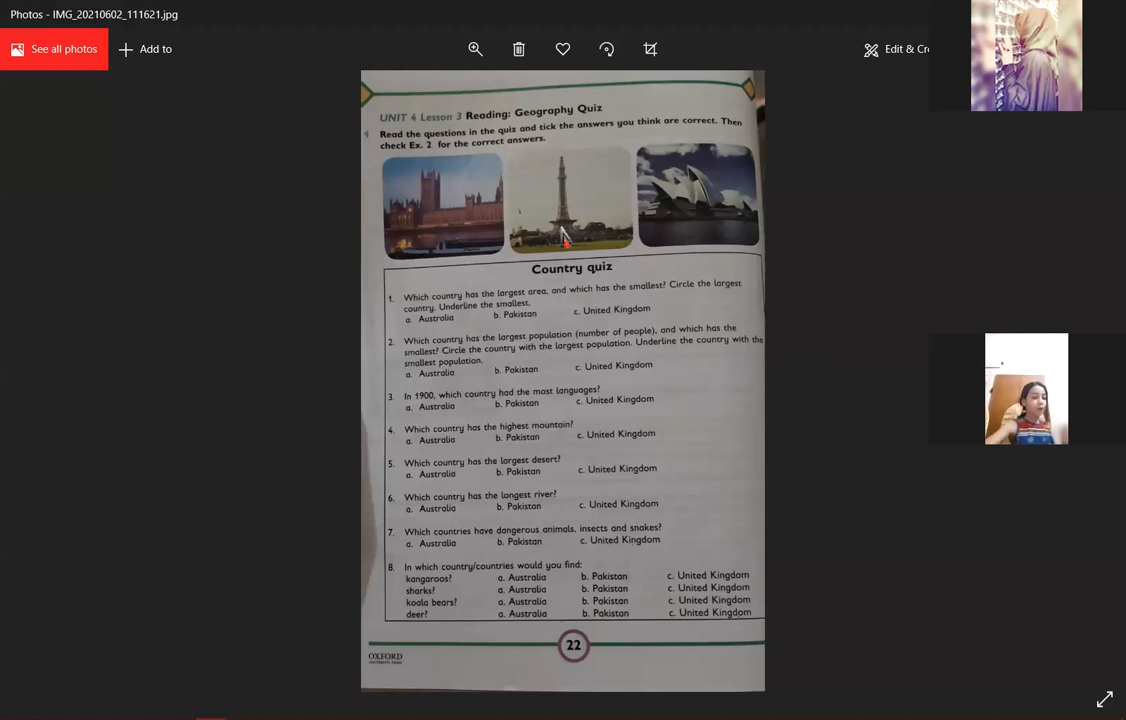 Photos - IMG_20210602_111621.jpg
See all photos
Add to
Edit & Cr
UNIT 4 Lesson 3 Reading: Geography Quiz
1 Read the questions in the quiz and tick the answers you think are correct. Then
check Ex. 2 for the correct answers.
Country quiz
1. Which country has the largest area, and which has the smallest? Circle the largest
country. Underline the smallest.
a. Australia b. Pakistan c. United Kingdom
2. Which country has the largest population (number of people), and which has the
smallest? Circle the country with the largest population. Underline the country with the
smallest population.
a. Australia b. Pakistan c. United Kingdom
3. In 1900, which country had the most languages?
a. Australia b. Pakistan c. United Kingdom
4. Which country has the highest mountain?
a. Australia b. Pakistan c. United Kingdom
5. Which country has the largest desert?
a. Australia b. Pakistan c. United Kingdom
6. Which country has the longest river?
a. Australia b. Pakistan c. United Kingdom
7. Which countries have dangerous animals, insects and snakes?
a. Australia b. Pakistan c. United Kingdom
8. In which country/countries would you find:
kangaroos? a. Australia b. Pakistan c. United Kingdom
sharks? a. Australia b. Pakistan c. United Kingdom
koala bears? a. Australia b. Pakistan c. United Kingdom
deer? a. Australia b. Pakistan c. United Kingdom
22
OXFORD
UNIVERSITY PRESS